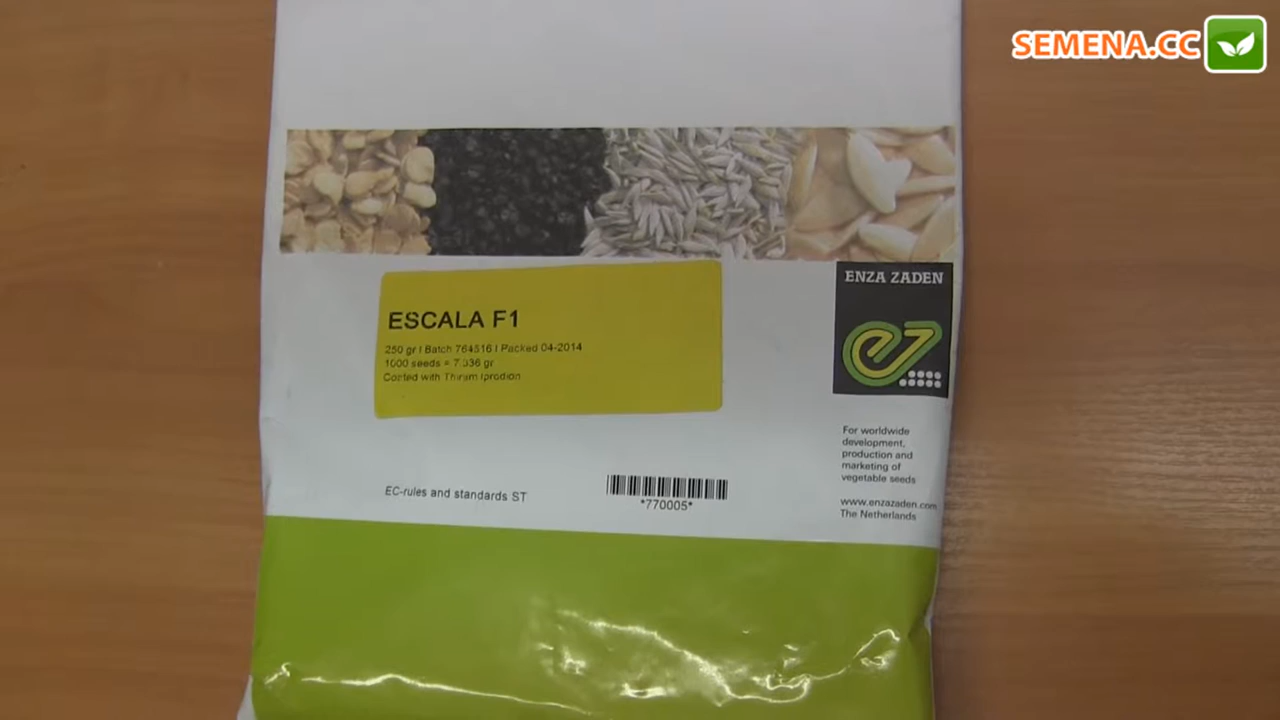 SEMENA.CC
ENZA ZADEN
ESCALA F1
250 gr | Batch 764516 | Packed 04-2014
1000 seeds = 7.336 gr
Coated with Thiram Iprodion
For worldwide
development,
production and
marketing of
vegetable seeds
EC-rules and standards ST
*770005*
www.enzazaden.com
The Netherlands